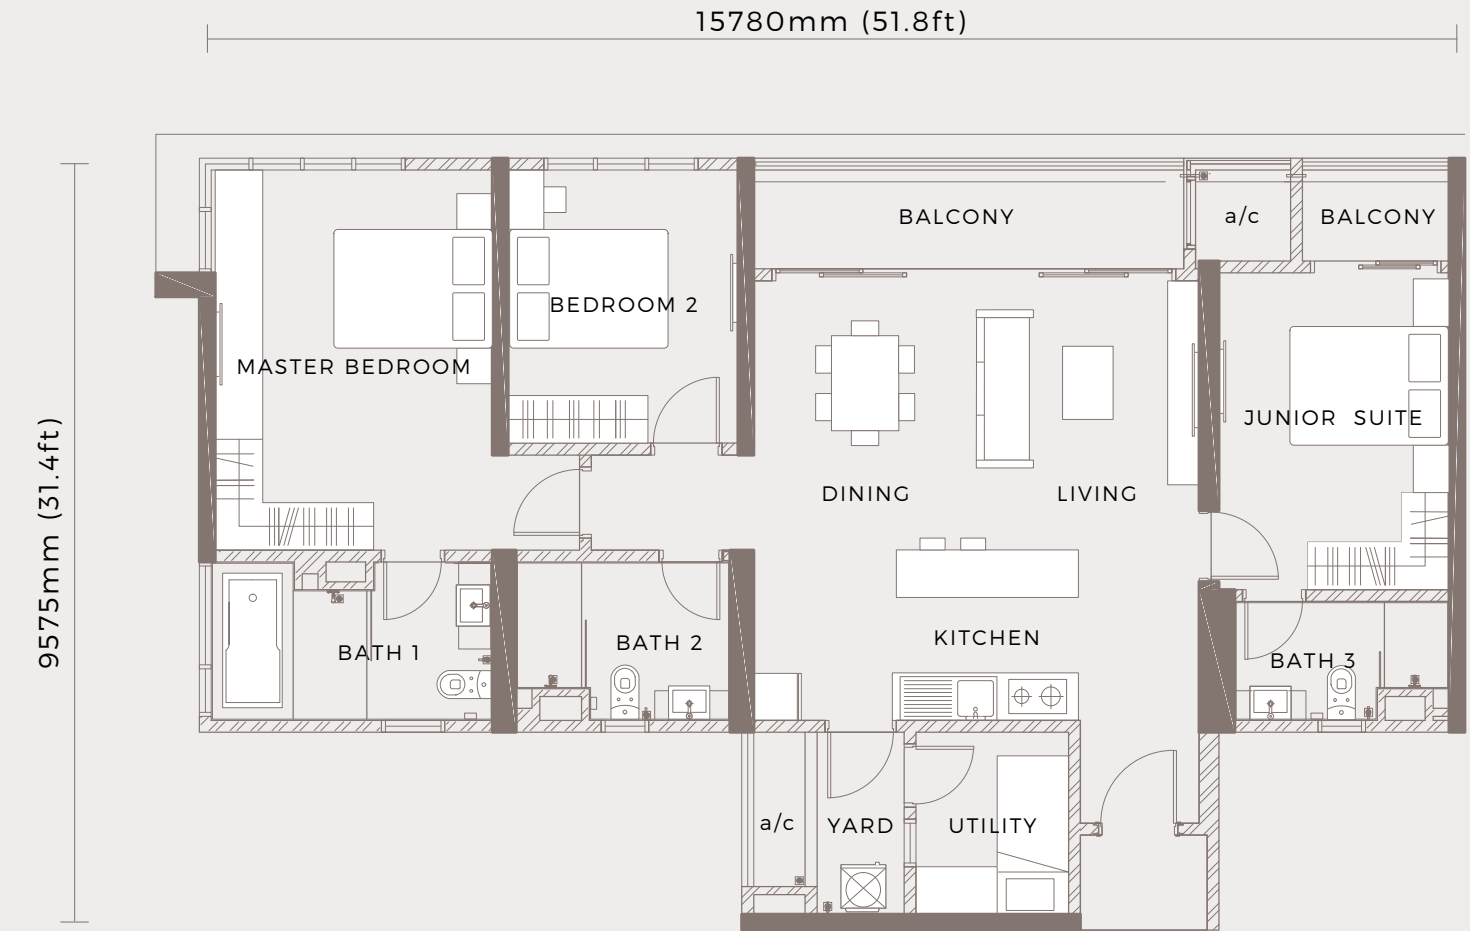 15780mm (51.8ft)
9575mm (31.4ft)
BALCONY
a/c
BALCONY
BEDROOM 2
MASTER BEDROOM
JUNIOR SUITE
DINING
LIVING
KITCHEN
BATH 1
BATH 2
BATH 3
a/c
YARD
UTILITY